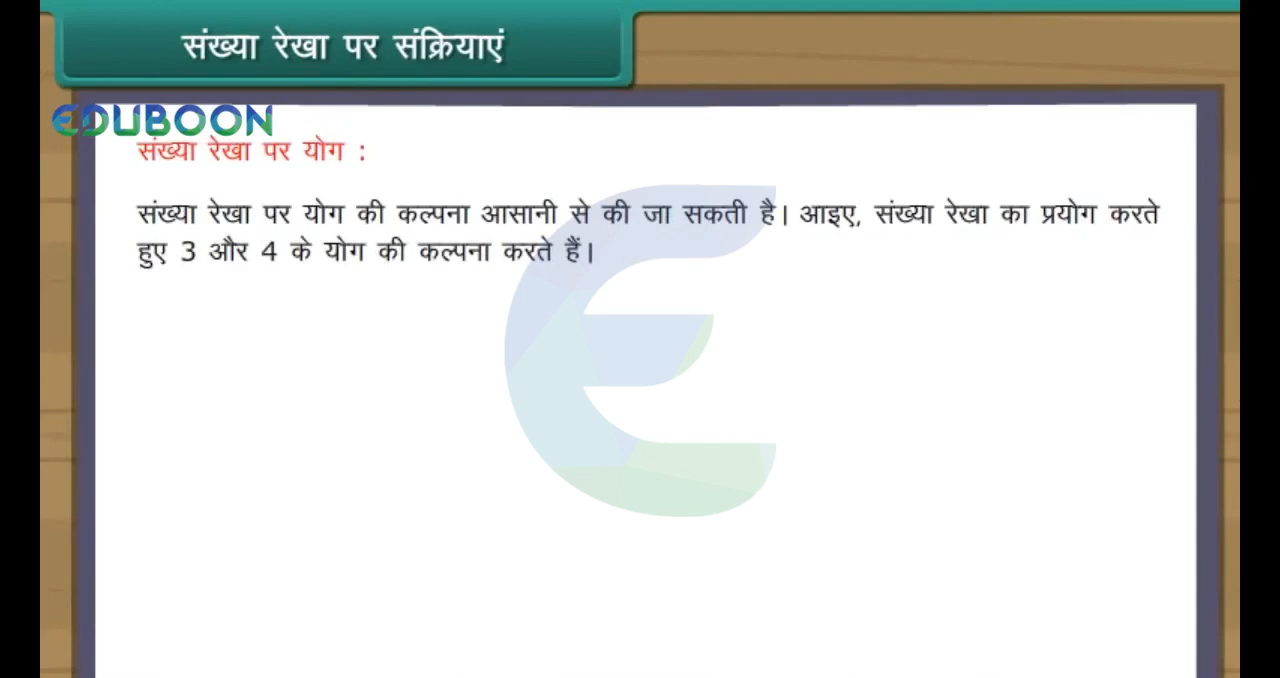 संख्या रेखा पर संक्रियाएं
EDUBOON
संख्या रेखा पर योग :
संख्या रेखा पर योग की कल्पना आसानी से की जा सकती है। आइए, संख्या रेखा का प्रयोग करते
हुए 3 और 4 के योग की कल्पना करते हैं।